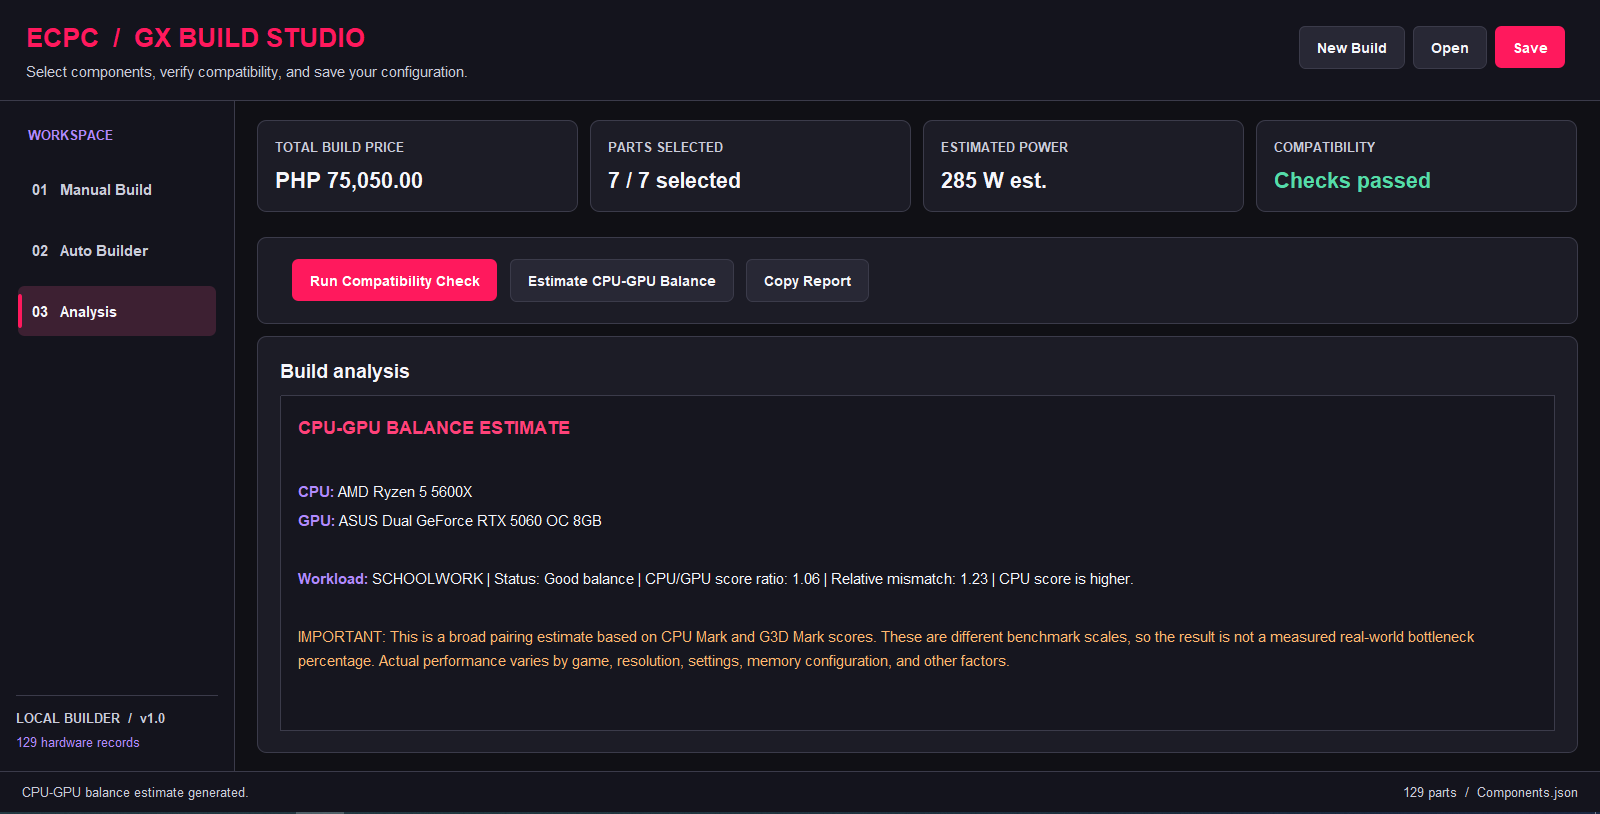 ECPC / GX BUILD STUDIO
Select components, verify compatibility, and save your configuration.
New Build
Open
Save
WORKSPACE
01 Manual Build
02 Auto Builder
03 Analysis
LOCAL BUILDER / v1.0
129 hardware records
TOTAL BUILD PRICE
PHP 75,050.00
PARTS SELECTED
7 / 7 selected
ESTIMATED POWER
285 W est.
COMPATIBILITY
Checks passed
Run Compatibility Check
Estimate CPU-GPU Balance
Copy Report
Build analysis
CPU-GPU BALANCE ESTIMATE
CPU: AMD Ryzen 5 5600X
GPU: ASUS Dual GeForce RTX 5060 OC 8GB
Workload: SCHOOLWORK | Status: Good balance | CPU/GPU score ratio: 1.06 | Relative mismatch: 1.23 | CPU score is higher.
IMPORTANT: This is a broad pairing estimate based on CPU Mark and G3D Mark scores. These are different benchmark scales, so the result is not a measured real-world bottleneck
percentage. Actual performance varies by game, resolution, settings, memory configuration, and other factors.
CPU-GPU balance estimate generated.
129 parts / Components.json